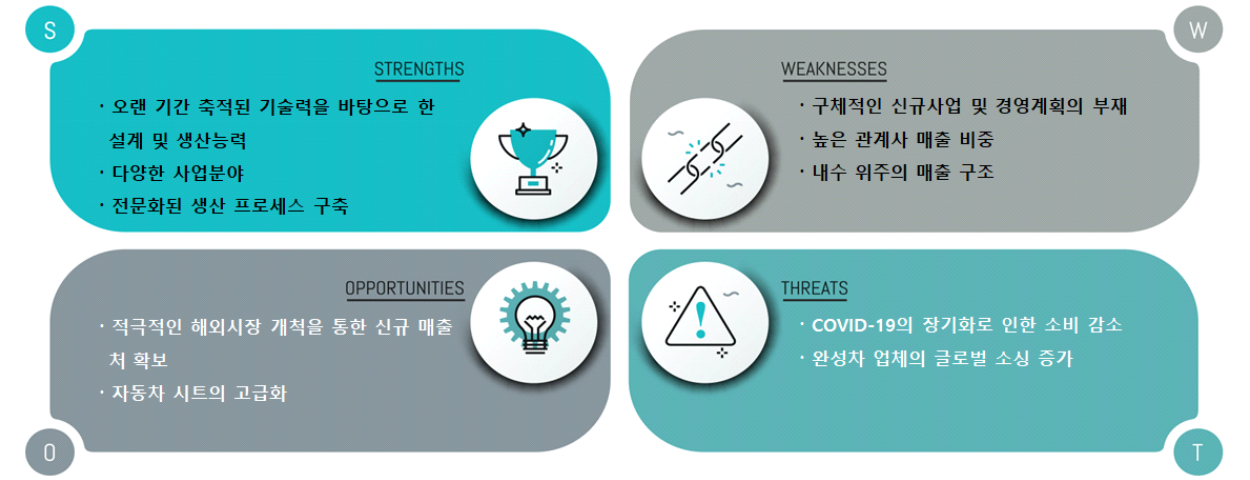 S
STRENGTHS
· 오랜 기간 축적된 기술력을 바탕으로 한
설계 및 생산능력
· 다양한 사업분야
· 전문화된 생산 프로세스 구축
W
WEAKNESSES
· 구체적인 신규사업 및 경영계획의 부재
· 높은 관계사 매출 비중
· 내수 위주의 매출 구조
OPPORTUNITIES
· 적극적인 해외시장 개척을 통한 신규 매출
처 확보
· 자동차 시트의 고급화
O
THREATS
· COVID-19의 장기화로 인한 소비 감소
· 완성차 업체의 글로벌 소싱 증가
T